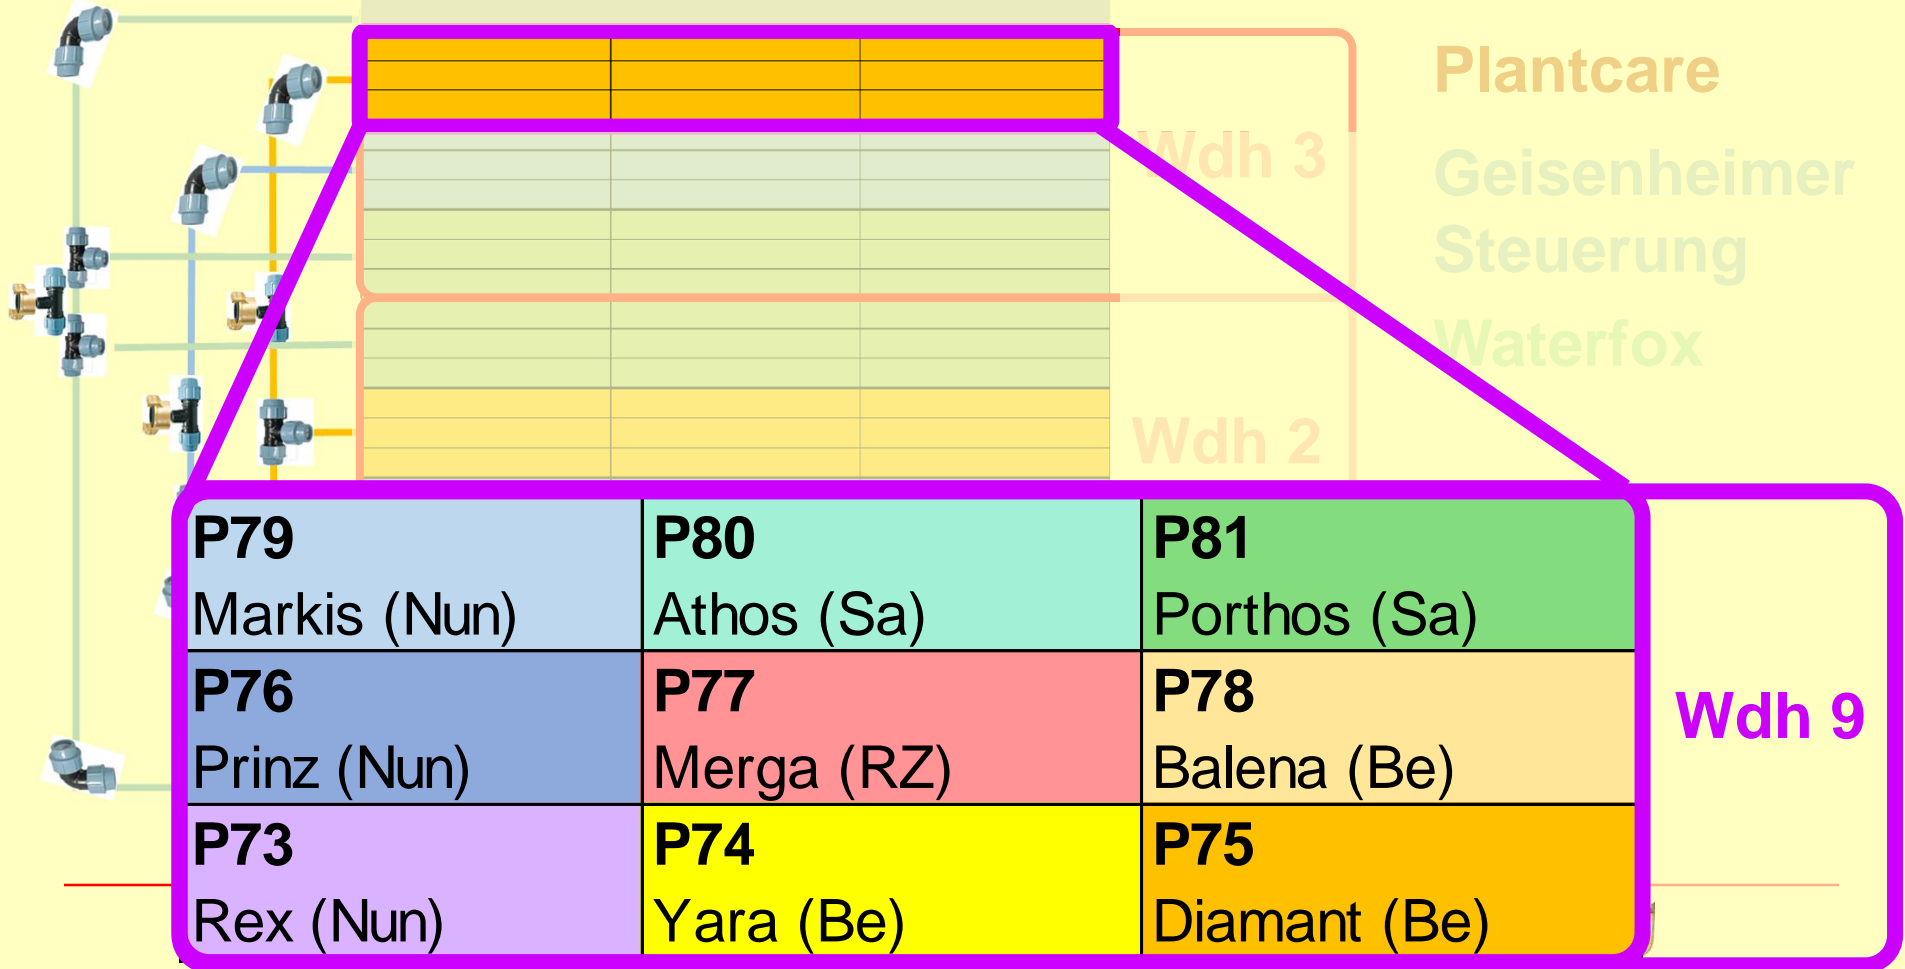 Plantcare
Wdh 3
Geisenheimer
Steuerung
Waterfox
Wdh 2
P79
Markis (Nun)
P80
Athos (Sa)
P81
Porthos (Sa)
P76
Prinz (Nun)
P77
Merga (RZ)
P78
Balena (Be)
Wdh 9
P73
Rex (Nun)
P74
Yara (Be)
P75
Diamant (Be)